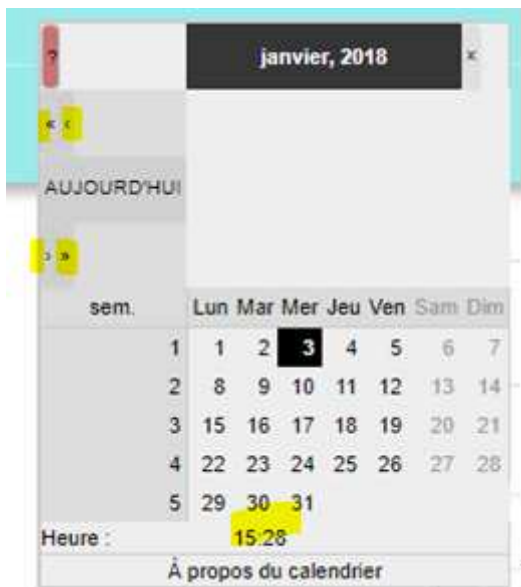 ? janvier, 2018 x
« ‹
AUJOURD'HUI
› »
sem. Lun Mar Mer Jeu Ven Sam Dim
1 1 2 3 4 5 6 7
2 8 9 10 11 12 13 14
3 15 16 17 18 19 20 21
4 22 23 24 25 26 27 28
5 29 30 31
Heure : 15:28
À propos du calendrier